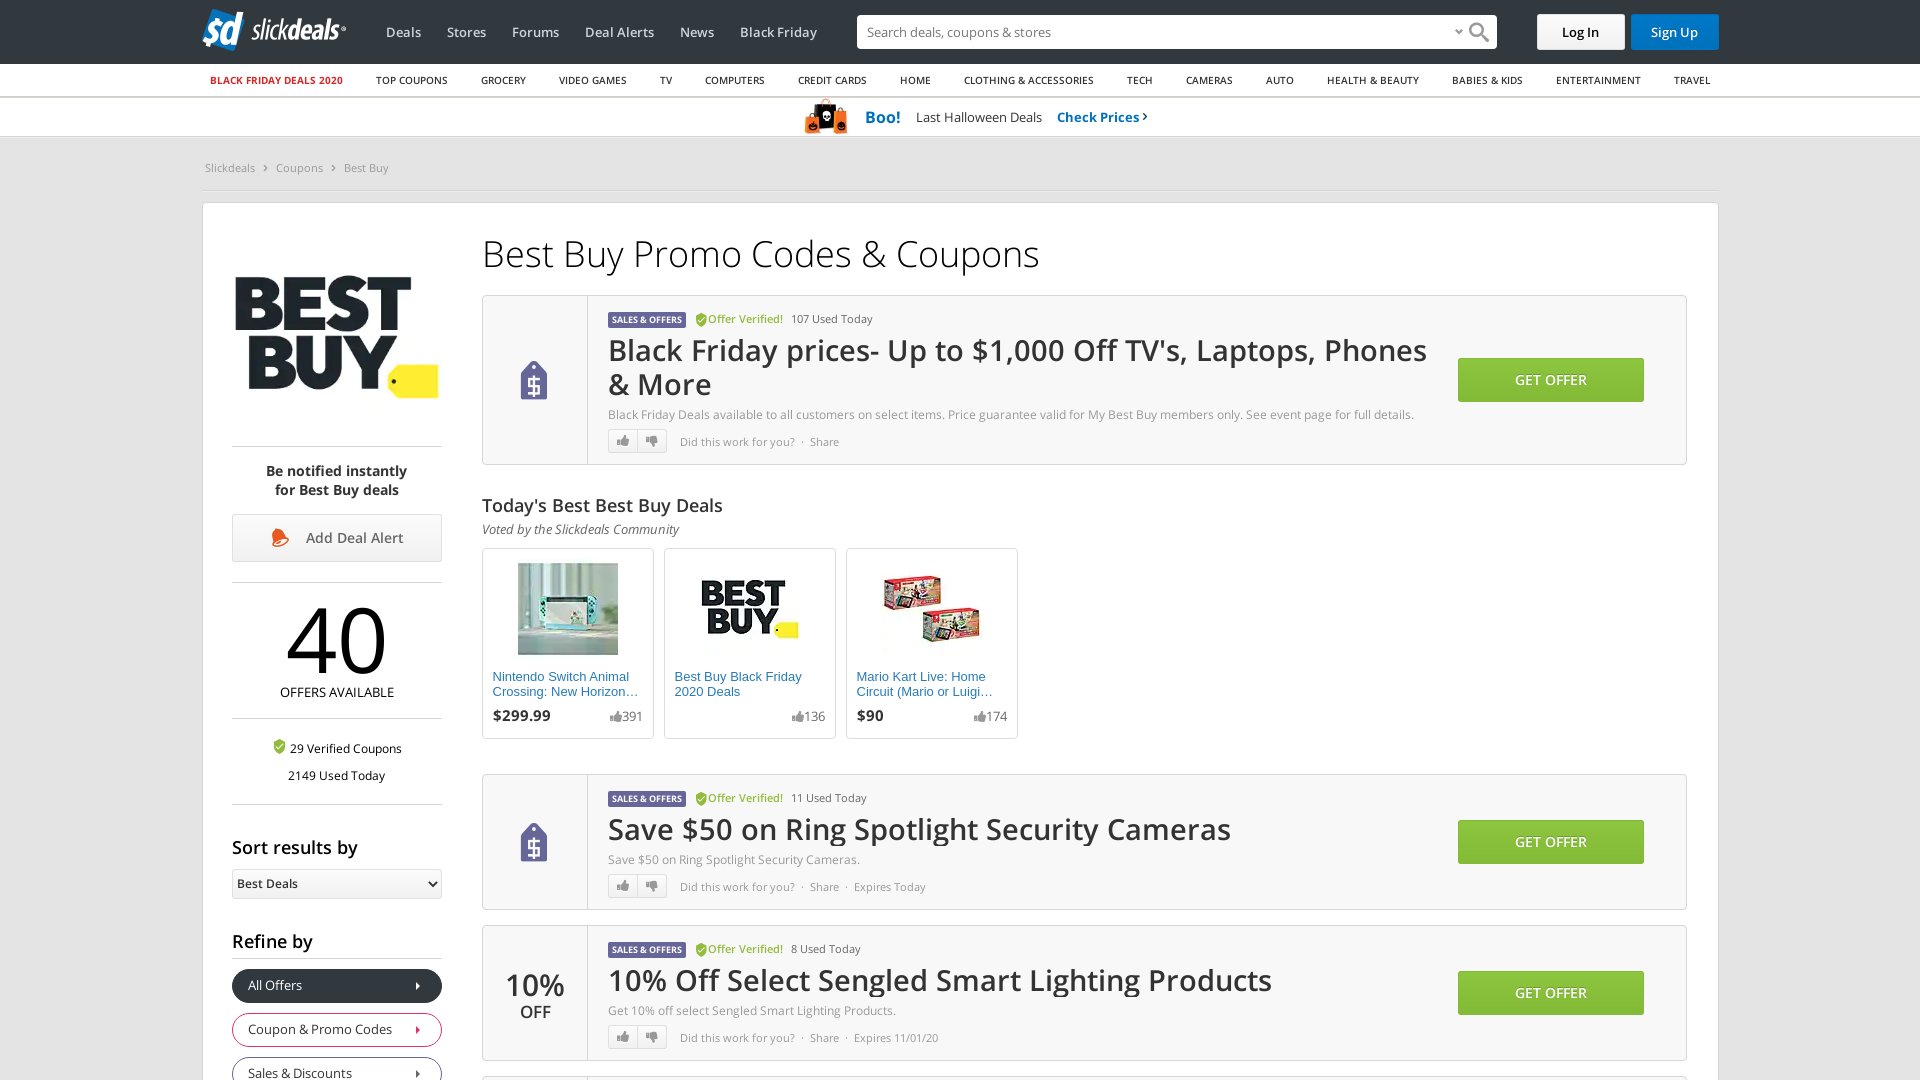 $d slickdeals®
Deals
Stores
Forums
Deal Alerts
News
Black Friday
Search deals, coupons & stores
Log In
Sign Up
BLACK FRIDAY DEALS 2020
TOP COUPONS
GROCERY
VIDEO GAMES
TV
COMPUTERS
CREDIT CARDS
HOME
CLOTHING & ACCESSORIES
TECH
CAMERAS
AUTO
HEALTH & BEAUTY
BABIES & KIDS
ENTERTAINMENT
TRAVEL
Boo! Last Halloween Deals Check Prices
Slickdeals
Coupons
Best Buy
BEST
BUY
Be notified instantly
for Best Buy deals
Add Deal Alert
40
OFFERS AVAILABLE
29 Verified Coupons
2149 Used Today
Sort results by
Best Deals
Refine by
All Offers
Coupon & Promo Codes
Sales & Discounts
Best Buy Promo Codes & Coupons
SALES & OFFERS Offer Verified! 107 Used Today
Black Friday prices- Up to $1,000 Off TV's, Laptops, Phones
& More
Black Friday Deals available to all customers on select items. Price guarantee valid for My Best Buy members only. See event page for full details.
Did this work for you? · Share
GET OFFER
Today's Best Best Buy Deals
Voted by the Slickdeals Community
Nintendo Switch Animal
Crossing: New Horizon…
$299.99 391
BEST
BUY
Best Buy Black Friday
2020 Deals
136
Mario Kart Live: Home
Circuit (Mario or Luigi…
$90 174
SALES & OFFERS Offer Verified! 11 Used Today
Save $50 on Ring Spotlight Security Cameras
Save $50 on Ring Spotlight Security Cameras.
Did this work for you? · Share · Expires Today
GET OFFER
10%
OFF
SALES & OFFERS Offer Verified! 8 Used Today
10% Off Select Sengled Smart Lighting Products
Get 10% off select Sengled Smart Lighting Products.
Did this work for you? · Share · Expires 11/01/20
GET OFFER